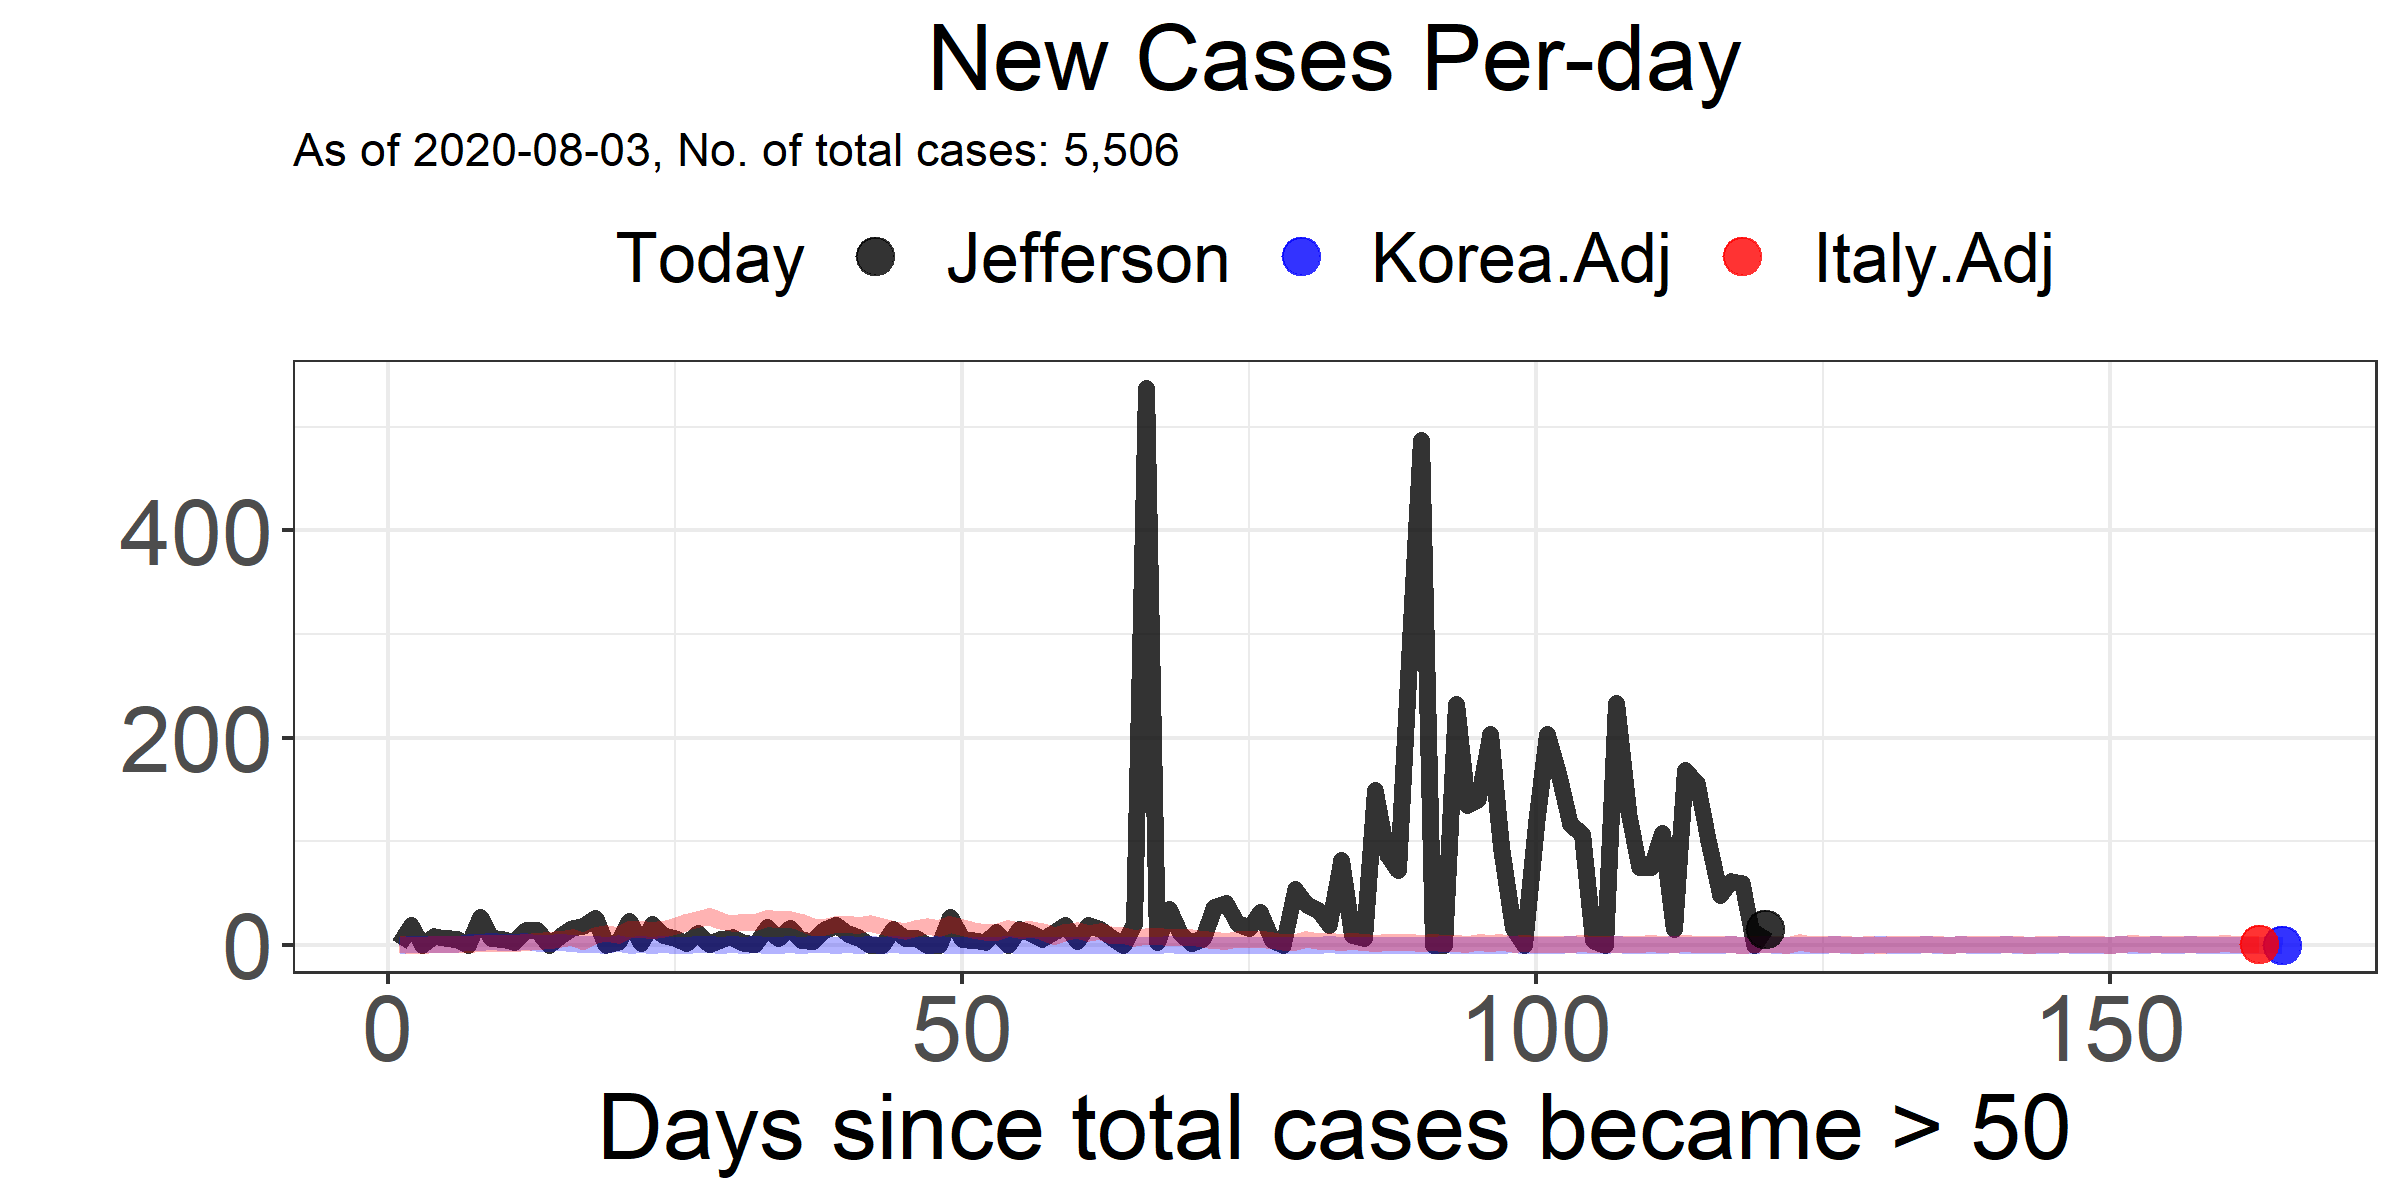 New Cases Per-day
As of 2020-08-03, No. of total cases: 5,506
Today Jefferson Korea.Adj Italy.Adj
400
200
0
0 50 100 150
Days since total cases became > 50